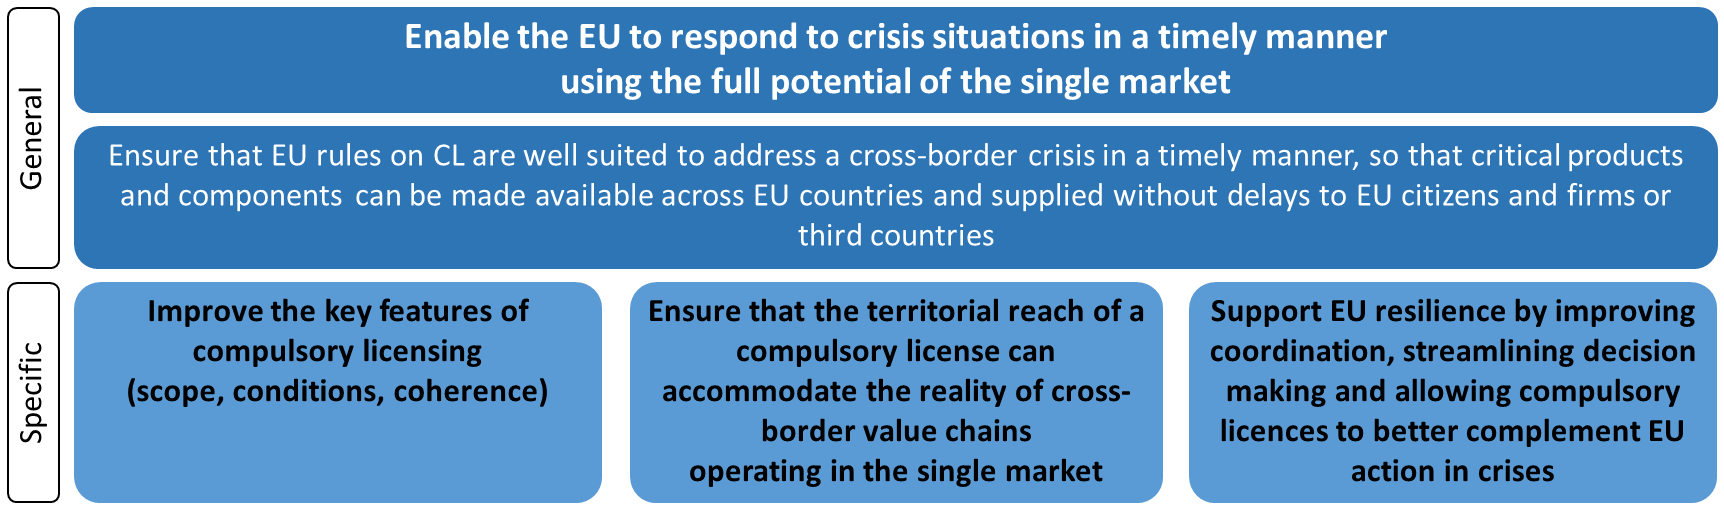 General
Enable the EU to respond to crisis situations in a timely manner
using the full potential of the single market
Ensure that EU rules on CL are well suited to address a cross-border crisis in a timely manner, so that critical products
and components can be made available across EU countries and supplied without delays to EU citizens and firms or
third countries
Specific
Improve the key features of
compulsory licensing
(scope, conditions, coherence)
Ensure that the territorial reach of a
compulsory license can
accommodate the reality of cross-
border value chains
operating in the single market
Support EU resilience by improving
coordination, streamlining decision
making and allowing compulsory
licences to better complement EU
action in crises